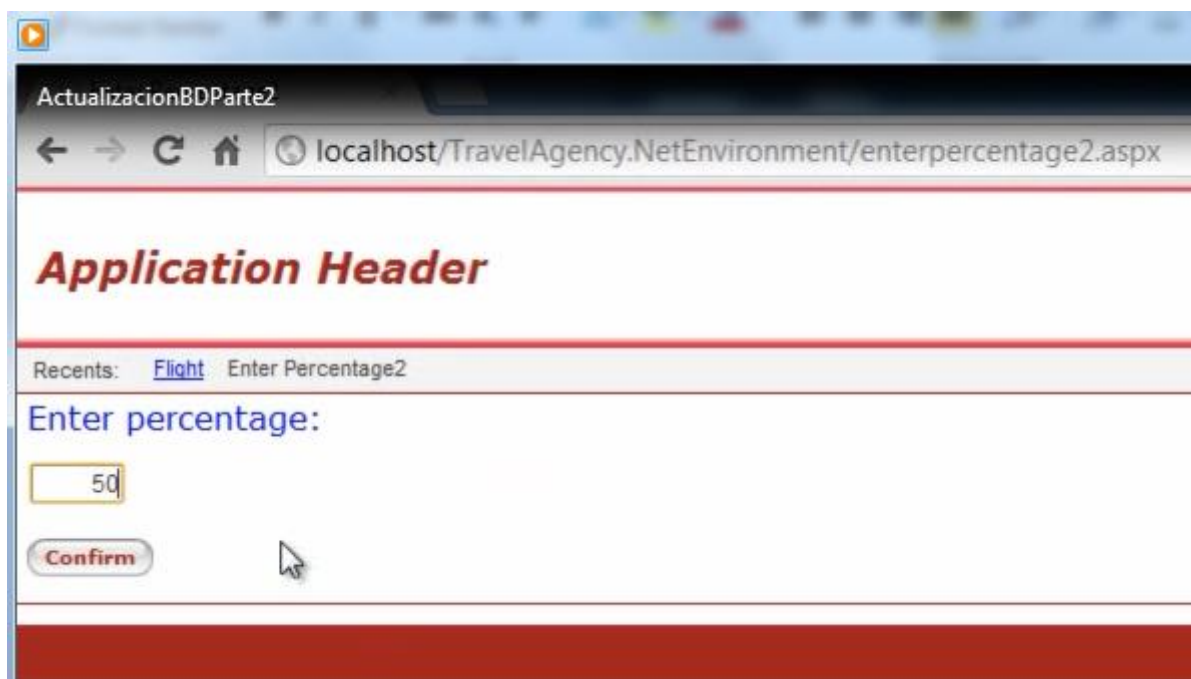 ActualizacionBDParte2
localhost/TravelAgency.NetEnvironment/enterpercentage2.aspx
Application Header
Recents: Flight Enter Percentage2
Enter percentage:
50
Confirm